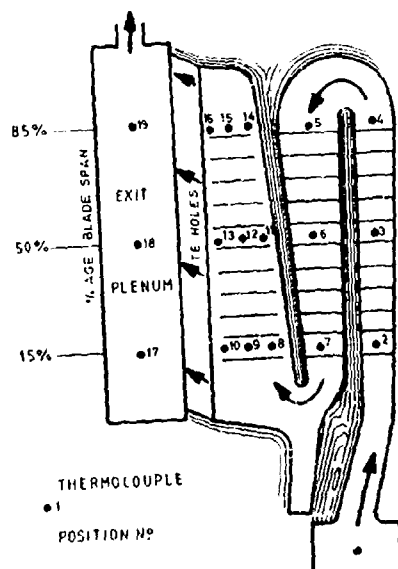 85%
16 15 14 5 4
19
EXIT
% AGE BLADE SPAN
TE HOLES
50%
13 12 11 6 3
18
PLENUM
15%
10 9 8 7 2
17
THERMOCOUPLE
1
POSITION Nº